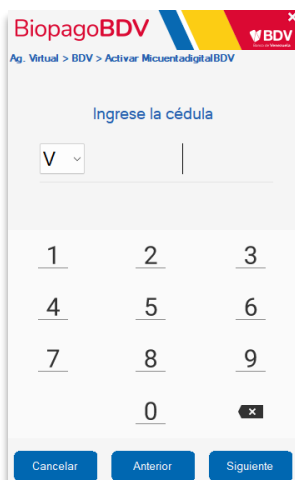 BiopagoBDV
BDV
Banco de Venezuela
Ag. Virtual > BDV > Activar MicuentadigitalBDV
Ingrese la cédula
V
1 2 3
4 5 6
7 8 9
0
Cancelar Anterior Siguiente